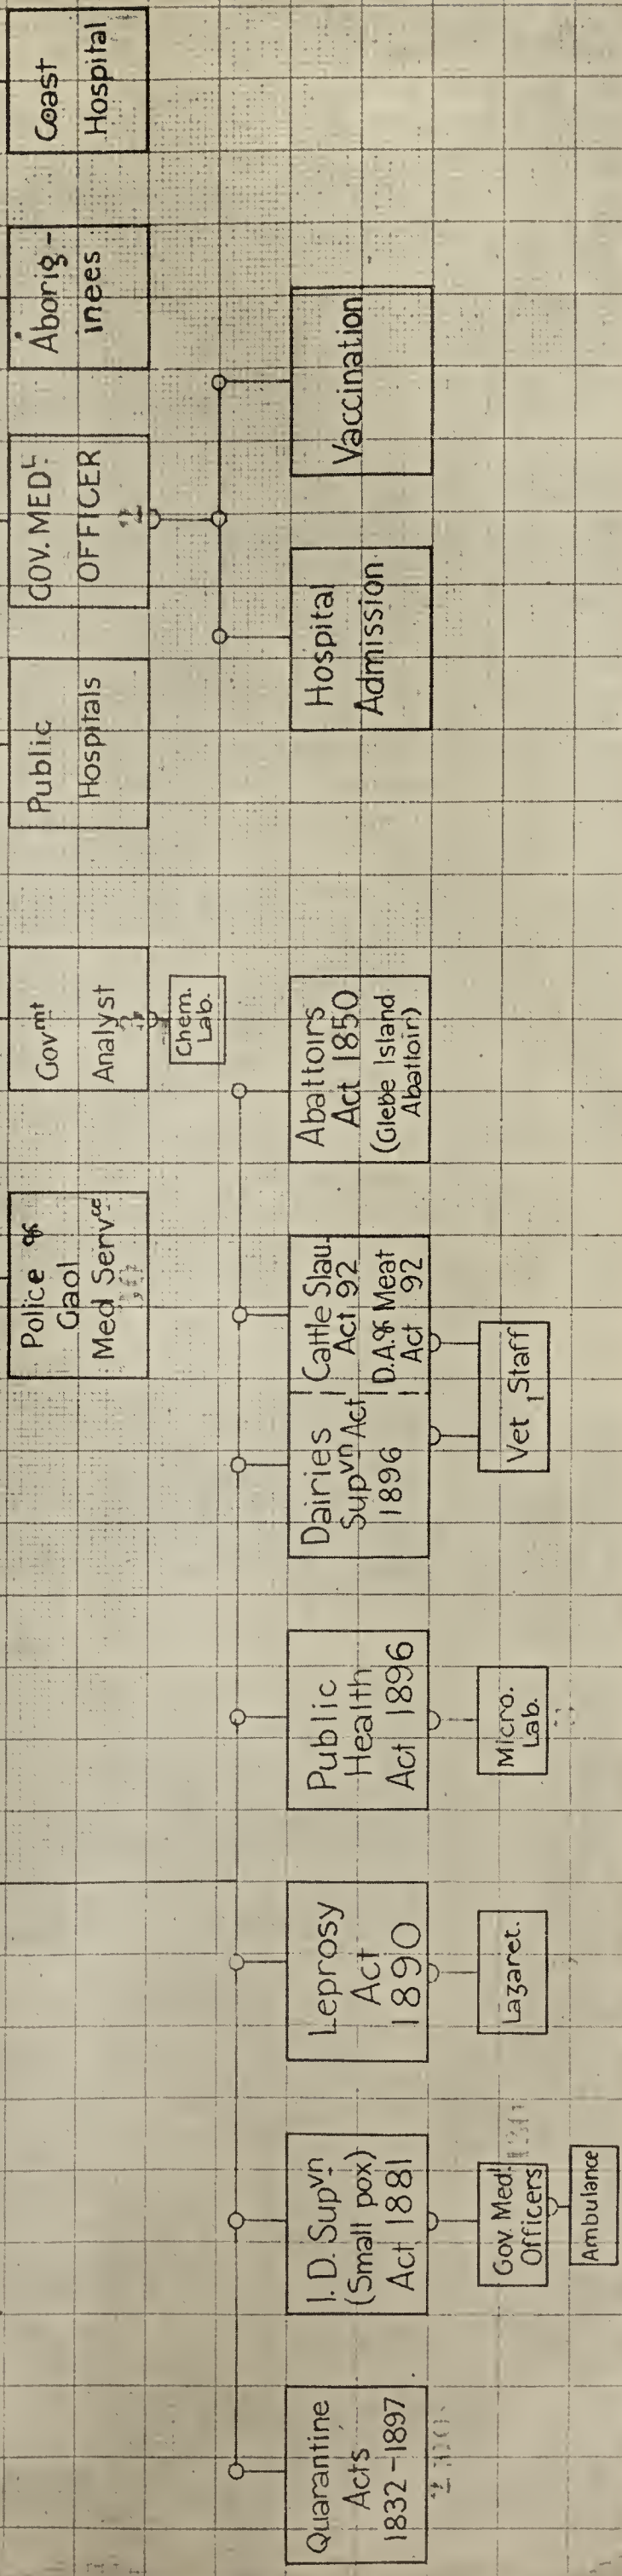 Police &
Gaol
Med Servᶜᵉ
Govᵐᵗ
Analyst
Chem.
Lab.
Public
Hospitals
GOV. MEDᴸ
OFFICER
Aborig-
inees
Coast
Hospital
Quarantine
Acts
1832-1897
I. D. Supᵛⁿ
(Small pox)
Act, 1881
Gov. Med.
Officers
Ambulance
Leprosy
Act
1890
Lazaret.
Public
Health
Act 1896
Micro.
Lab.
Dairies
Supᵛⁿ Act
1896
Cattle Slau.
Act 92
D.A.& Meat
Act 92
Vet Staff
Abattoirs
Act 1850
(Glebe Island
Abattoir)
Hospital
Admission
Vaccination